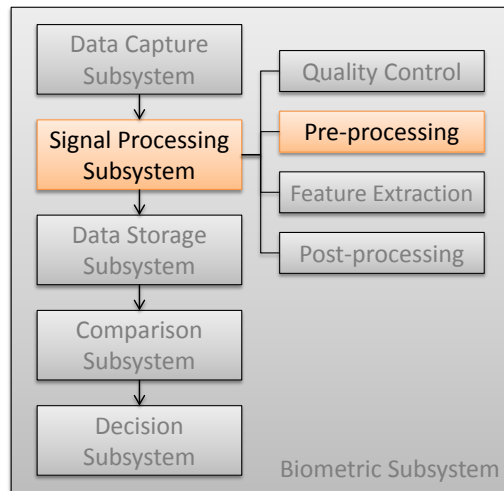 Data Capture
Subsystem
Signal Processing
Subsystem
Data Storage
Subsystem
Comparison
Subsystem
Decision
Subsystem
Quality Control
Pre-processing
Feature Extraction
Post-processing
Biometric Subsystem